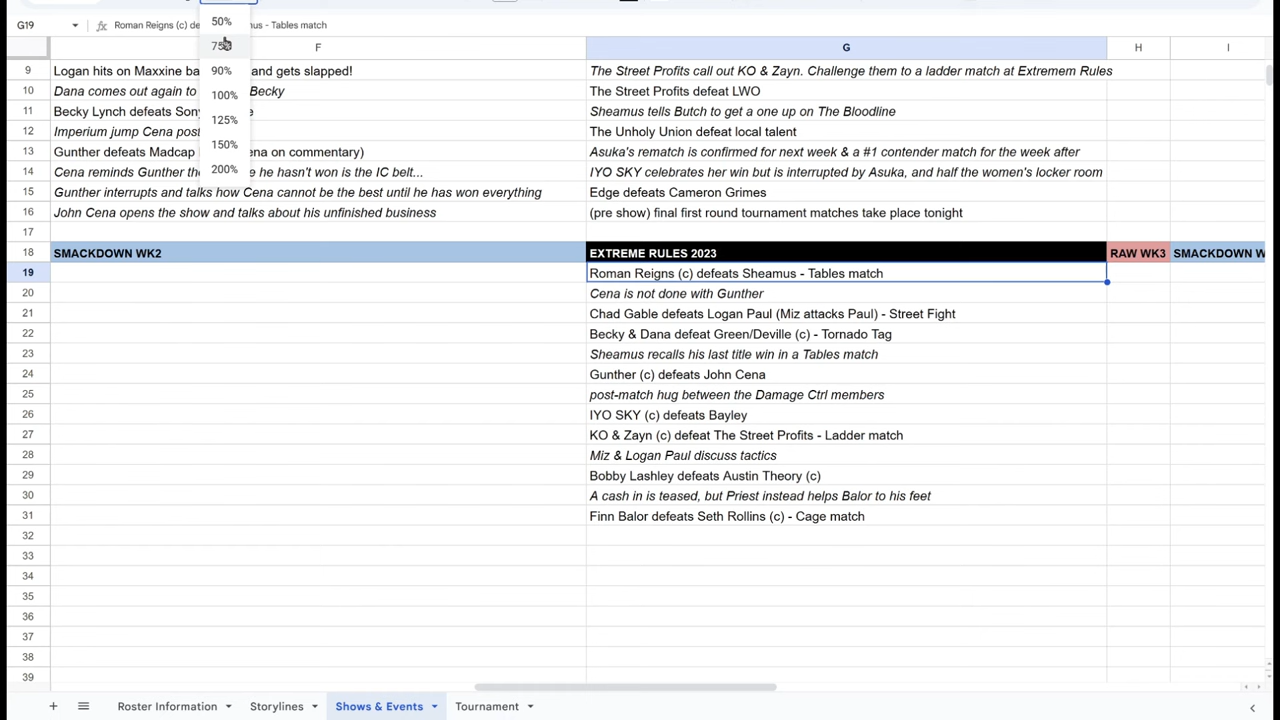 G19
Roman Reigns (c) de us - Tables match
50%
75%
90%
100%
125%
150%
200%
F G H I
9 Logan hits on Maxxine ba and gets slapped! The Street Profits call out KO & Zayn. Challenge them to a ladder match at Extremem Rules
10 Dana comes out again to Becky The Street Profits defeat LWO
11 Becky Lynch defeats Sony e Sheamus tells Butch to get a one up on The Bloodline
12 Imperium jump Cena post The Unholy Union defeat local talent
13 Gunther defeats Madcap ena on commentary) Asuka's rematch is confirmed for next week & a #1 contender match for the week after
14 Cena reminds Gunther the e he hasn't won is the IC belt... IYO SKY celebrates her win but is interrupted by Asuka, and half the women's locker room
15 Gunther interrupts and talks how Cena cannot be the best until he has won everything Edge defeats Cameron Grimes
16 John Cena opens the show and talks about his unfinished business (pre show) final first round tournament matches take place tonight
17
18 SMACKDOWN WK2 EXTREME RULES 2023 RAW WK3 SMACKDOWN W
19 Roman Reigns (c) defeats Sheamus - Tables match
20 Cena is not done with Gunther
21 Chad Gable defeats Logan Paul (Miz attacks Paul) - Street Fight
22 Becky & Dana defeat Green/Deville (c) - Tornado Tag
23 Sheamus recalls his last title win in a Tables match
24 Gunther (c) defeats John Cena
25 post-match hug between the Damage Ctrl members
26 IYO SKY (c) defeats Bayley
27 KO & Zayn (c) defeat The Street Profits - Ladder match
28 Miz & Logan Paul discuss tactics
29 Bobby Lashley defeats Austin Theory (c)
30 A cash in is teased, but Priest instead helps Balor to his feet
31 Finn Balor defeats Seth Rollins (c) - Cage match
32
33
34
35
36
37
38
39
Roster Information Storylines Shows & Events Tournament